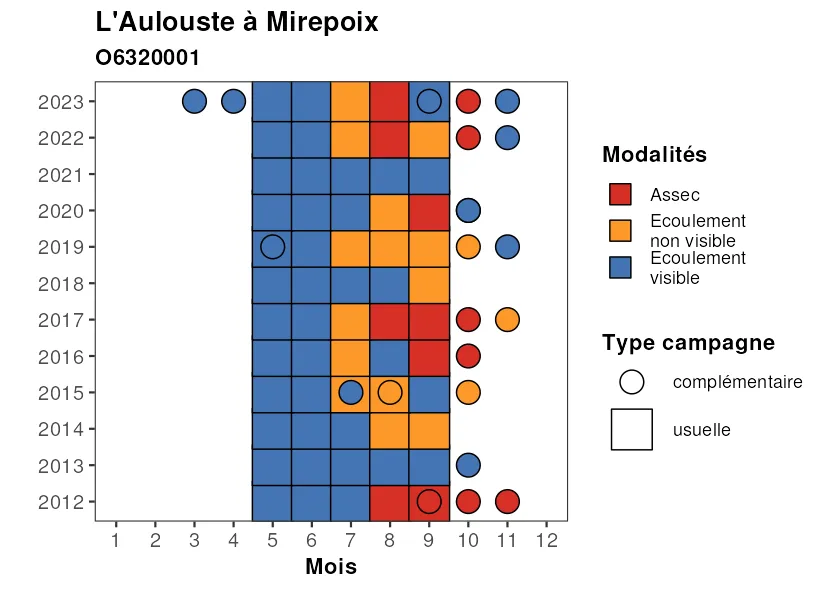 L'Aulouste à Mirepoix
O6320001
2023
2022
2021
2020
2019
2018
2017
2016
2015
2014
2013
2012
1 2 3 4 5 6 7 8 9 10 11 12
Mois
Modalités
Assec
Ecoulement
non visible
Ecoulement
visible
Type campagne
complémentaire
usuelle